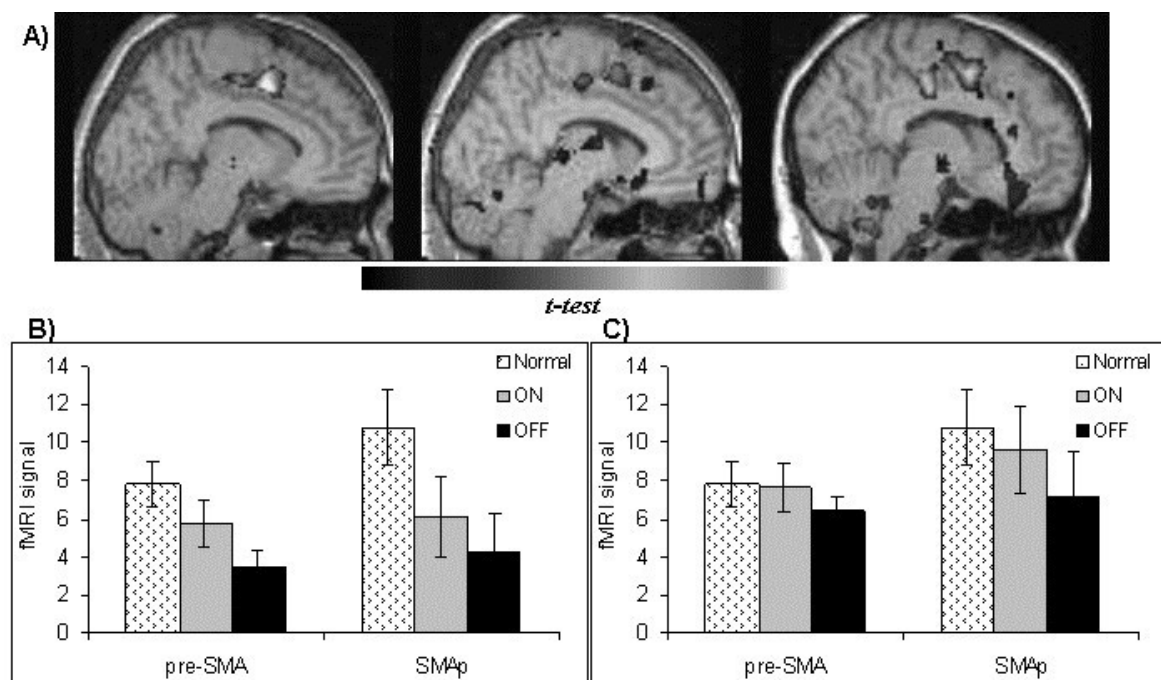 A)
t-test
B)
fMRI signal
14
12
10
8
6
4
2
0
Normal
ON
OFF
pre-SMA
SMAp
C)
fMRI signal
14
12
10
8
6
4
2
0
Normal
ON
OFF
pre-SMA
SMAp